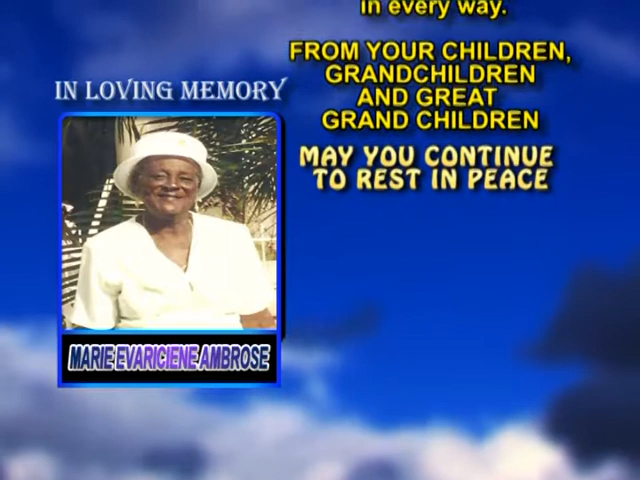 in every way.
FROM YOUR CHILDREN,
GRANDCHILDREN
AND GREAT
GRAND CHILDREN
MAY YOU CONTINUE
TO REST IN PEACE
IN LOVING MEMORY
MARIE EVARICIENE AMBROSE